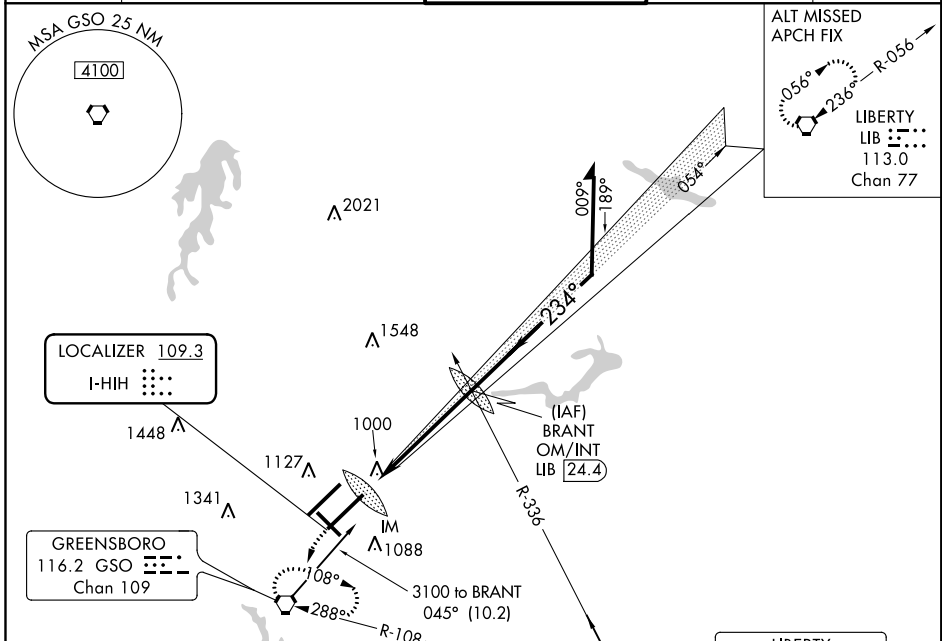 MSA GSO 25 NM
4100
ALT MISSED
APCH FIX
R-056
056°
236°
LIBERTY
LIB
113.0
Chan 77
2021
009°
189°
054°
234°
1548
LOCALIZER 109.3
I-HIH
1448
1000
(IAF)
BRANT
OM/INT
LIB 24.4
1127
1341
IM
R-336
GREENSBORO
116.2 GSO
Chan 109
1088
108°
288°
3100 to BRANT
045° (10.2)
R-108
LIBERTY